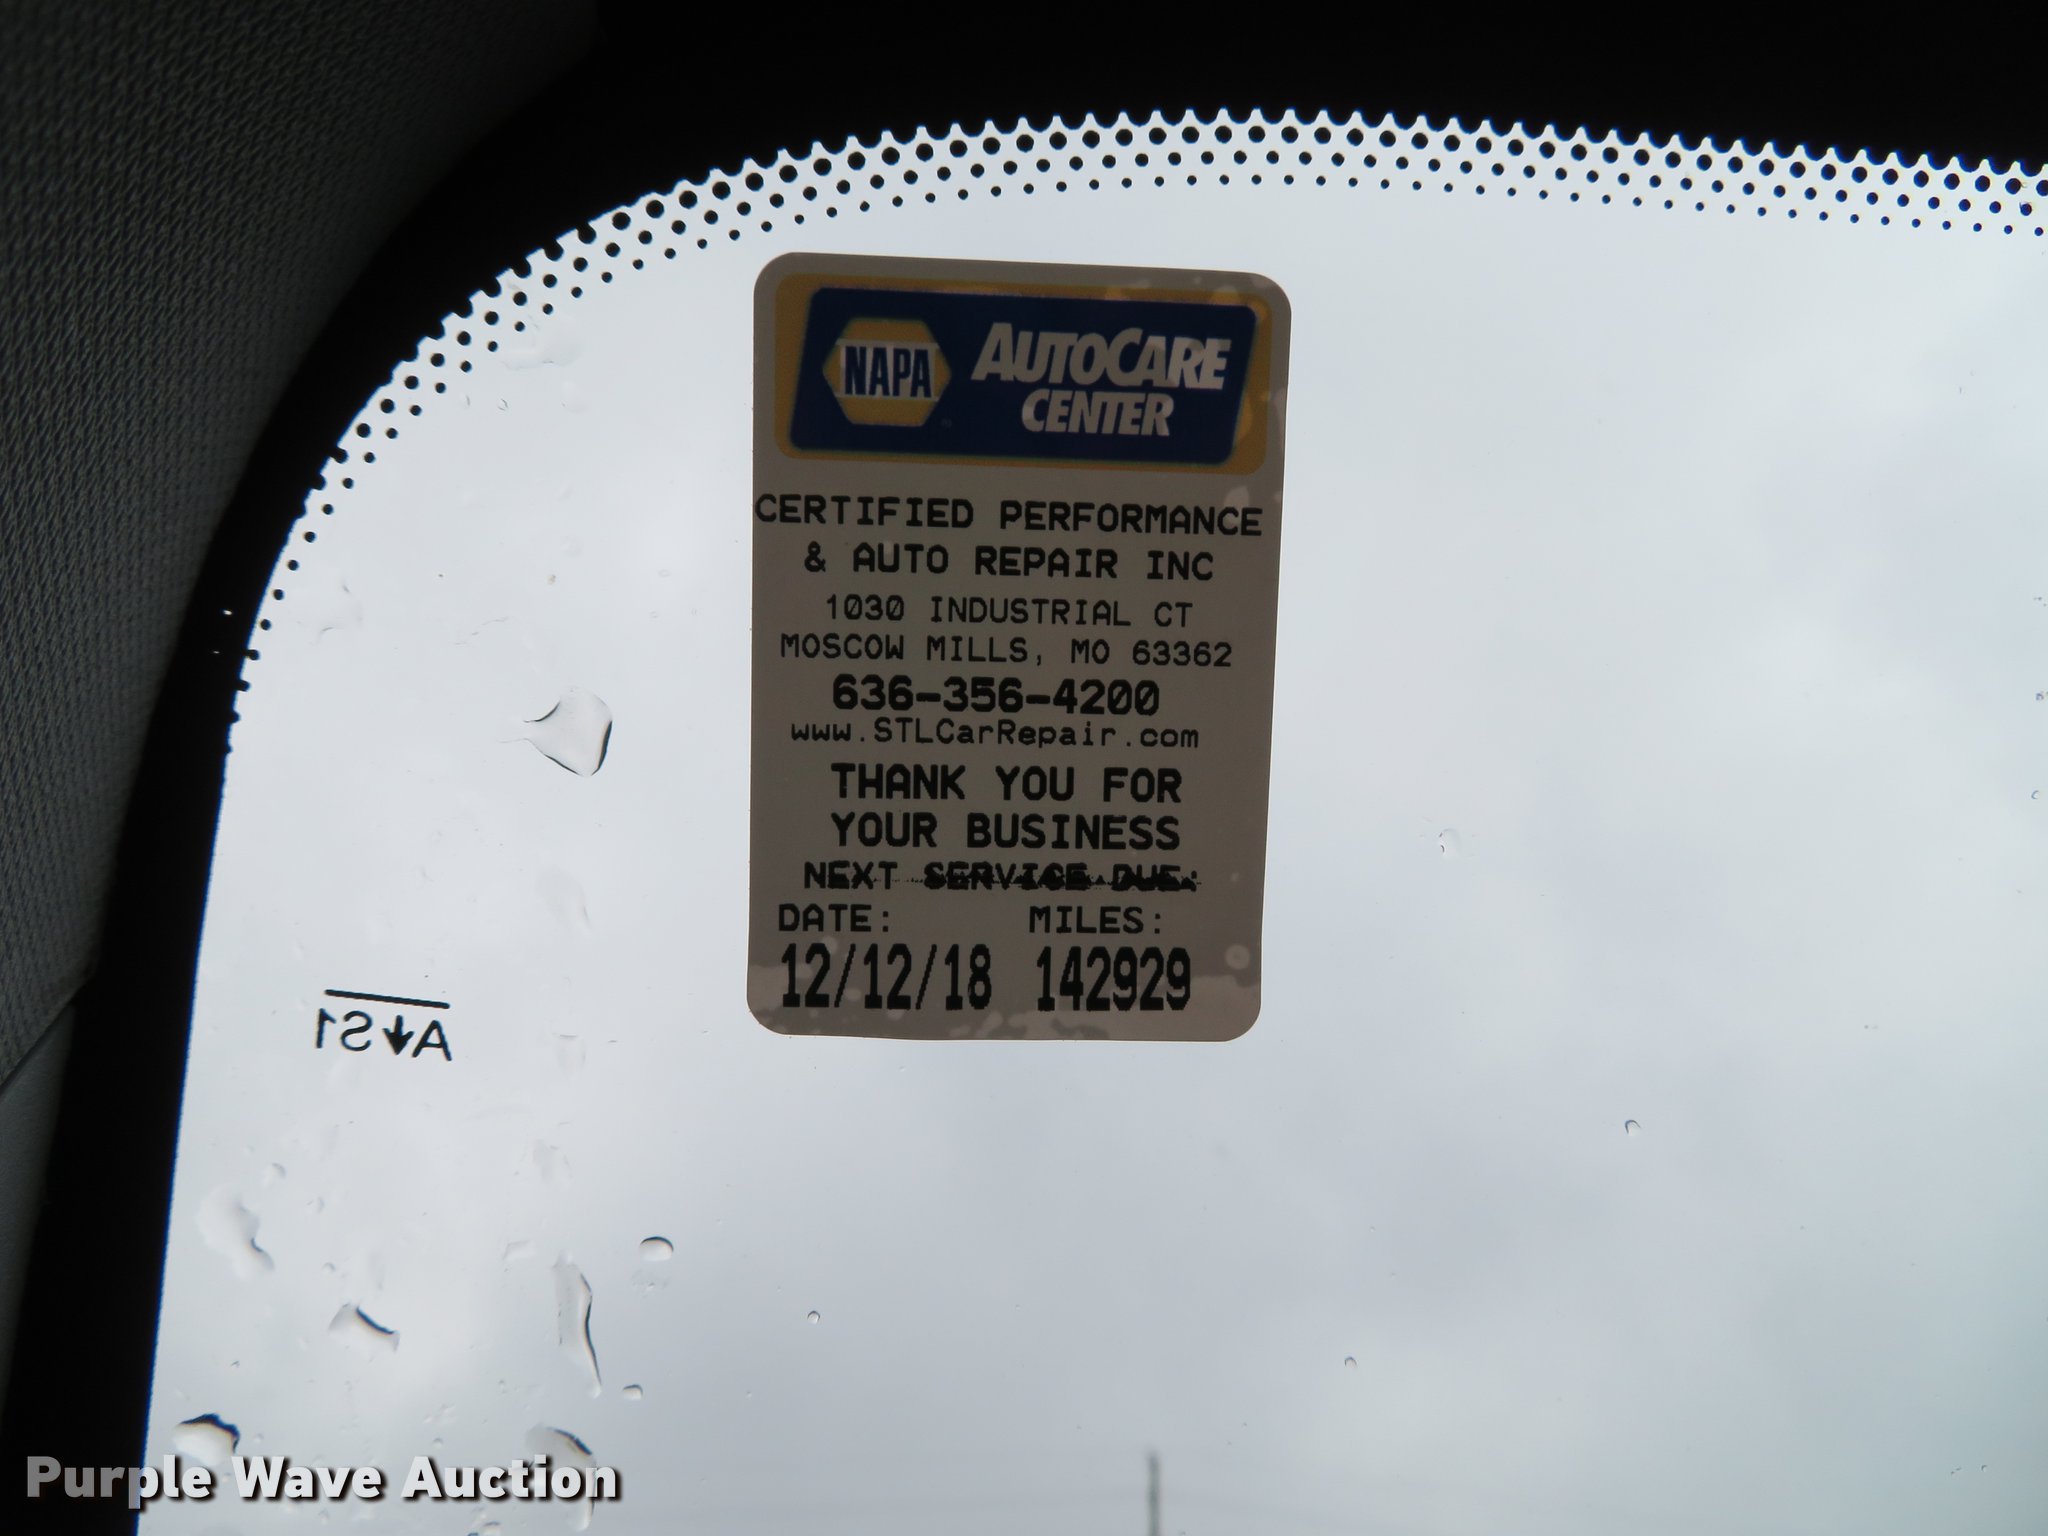 NAPA AUTOCARE
CENTER
CERTIFIED PERFORMANCE
& AUTO REPAIR INC
1030 INDUSTRIAL CT
MOSCOW MILLS, MO 63362
636-356-4200
www.STLCarRepair.com
THANK YOU FOR
YOUR BUSINESS
NEXT SERVICE DUE:
DATE: MILES:
12/12/18 142929
A↓S1
Purple Wave Auction